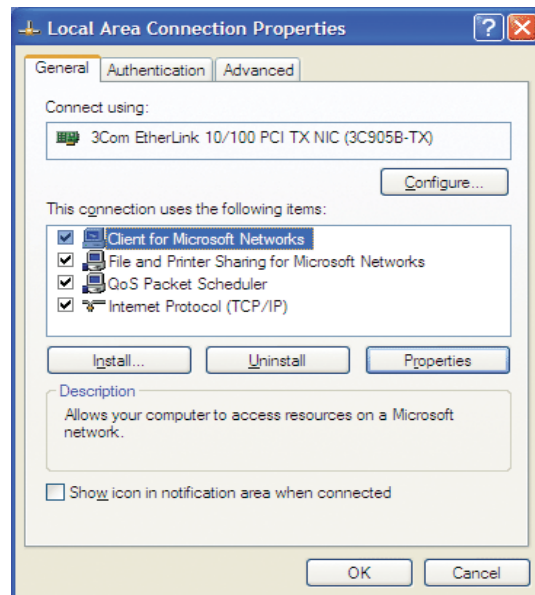 Local Area Connection Properties
General Authentication Advanced
Connect using:
3Com EtherLink 10/100 PCI TX NIC (3C905B-TX)
Configure...
This connection uses the following items:
Client for Microsoft Networks
File and Printer Sharing for Microsoft Networks
QoS Packet Scheduler
Internet Protocol (TCP/IP)
Install... Uninstall Properties
Description
Allows your computer to access resources on a Microsoft
network.
Show icon in notification area when connected
OK Cancel